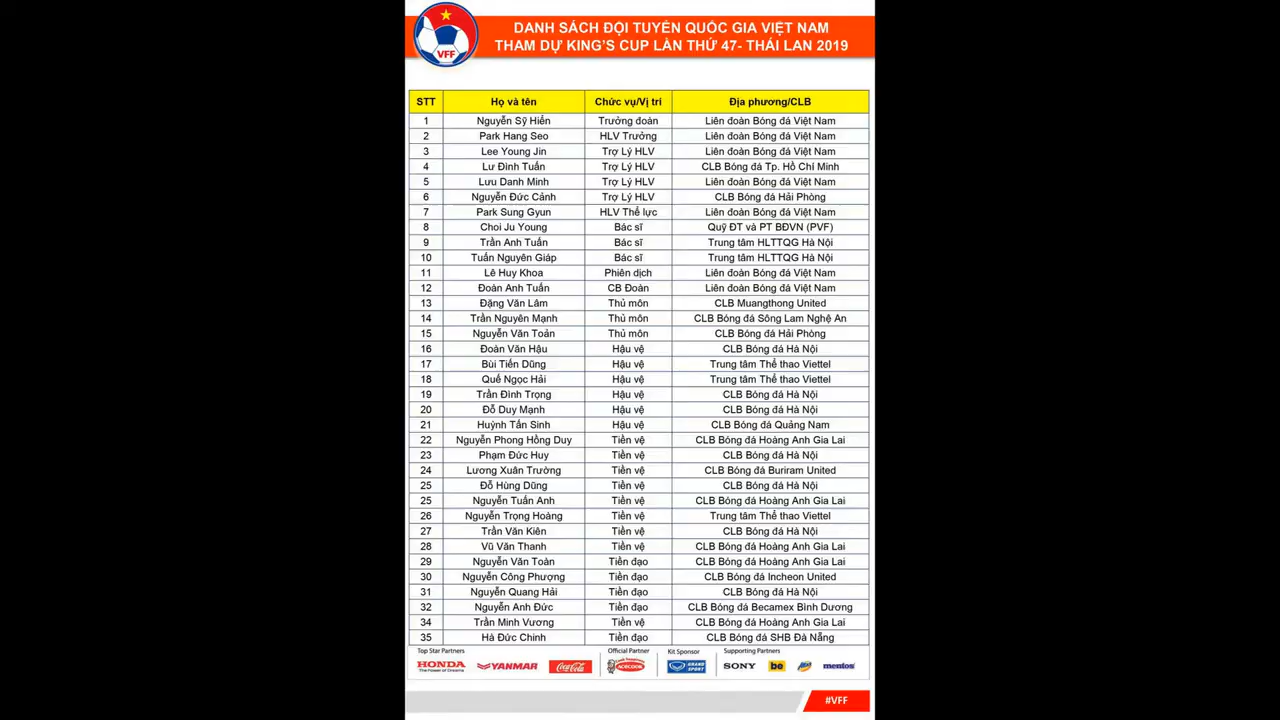 DANH SÁCH ĐỘI TUYỂN QUỐC GIA VIỆT NAM
THAM DỰ KING'S CUP LẦN THỨ 47- THÁI LAN 2019
VFF
STT Họ và tên Chức vụ/Vị trí Địa phương/CLB
1 Nguyễn Sỹ Hiển Trưởng đoàn Liên đoàn Bóng đá Việt Nam
2 Park Hang Seo HLV Trưởng Liên đoàn Bóng đá Việt Nam
3 Lee Young Jin Trợ Lý HLV Liên đoàn Bóng đá Việt Nam
4 Lư Đình Tuấn Trợ Lý HLV CLB Bóng đá Tp. Hồ Chí Minh
5 Lưu Danh Minh Trợ Lý HLV Liên đoàn Bóng đá Việt Nam
6 Nguyễn Đức Cảnh Trợ Lý HLV CLB Bóng đá Hải Phòng
7 Park Sung Gyun HLV Thể lực Liên đoàn Bóng đá Việt Nam
8 Choi Ju Young Bác sĩ Quỹ ĐT và PT BĐVN (PVF)
9 Trần Anh Tuấn Bác sĩ Trung tâm HLTTQG Hà Nội
10 Tuấn Nguyên Giáp Bác sĩ Trung tâm HLTTQG Hà Nội
11 Lê Huy Khoa Phiên dịch Liên đoàn Bóng đá Việt Nam
12 Đoàn Anh Tuấn CB Đoàn Liên đoàn Bóng đá Việt Nam
13 Đặng Văn Lâm Thủ môn CLB Muangthong United
14 Trần Nguyên Mạnh Thủ môn CLB Bóng đá Sông Lam Nghệ An
15 Nguyễn Văn Toản Thủ môn CLB Bóng đá Hải Phòng
16 Đoàn Văn Hậu Hậu vệ CLB Bóng đá Hà Nội
17 Bùi Tiến Dũng Hậu vệ Trung tâm Thể thao Viettel
18 Quế Ngọc Hải Hậu vệ Trung tâm Thể thao Viettel
19 Trần Đình Trọng Hậu vệ CLB Bóng đá Hà Nội
20 Đỗ Duy Mạnh Hậu vệ CLB Bóng đá Hà Nội
21 Huỳnh Tấn Sinh Hậu vệ CLB Bóng đá Quảng Nam
22 Nguyễn Phong Hồng Duy Tiền vệ CLB Bóng đá Hoàng Anh Gia Lai
23 Phạm Đức Huy Tiền vệ CLB Bóng đá Hà Nội
24 Lương Xuân Trường Tiền vệ CLB Bóng đá Buriram United
25 Đỗ Hùng Dũng Tiền vệ CLB Bóng đá Hà Nội
25 Nguyễn Tuấn Anh Tiền vệ CLB Bóng đá Hoàng Anh Gia Lai
26 Nguyễn Trọng Hoàng Tiền vệ Trung tâm Thể thao Viettel
27 Trần Văn Kiên Tiền vệ CLB Bóng đá Hà Nội
28 Vũ Văn Thanh Tiền vệ CLB Bóng đá Hoàng Anh Gia Lai
29 Nguyễn Văn Toàn Tiền đạo CLB Bóng đá Hoàng Anh Gia Lai
30 Nguyễn Công Phượng Tiền đạo CLB Bóng đá Incheon United
31 Nguyễn Quang Hải Tiền đạo CLB Bóng đá Hà Nội
32 Nguyễn Anh Đức Tiền đạo CLB Bóng đá Becamex Bình Dương
34 Trần Minh Vương Tiền vệ CLB Bóng đá Hoàng Anh Gia Lai
35 Hà Đức Chinh Tiền đạo CLB Bóng đá SHB Đà Nẵng
Top Star Partners Official Partner Kit Sponsor Supporting Partners
HONDA The Power of Dreams YANMAR Coca-Cola ACECOOK GRAND SPORT SONY be mentos
#VFF